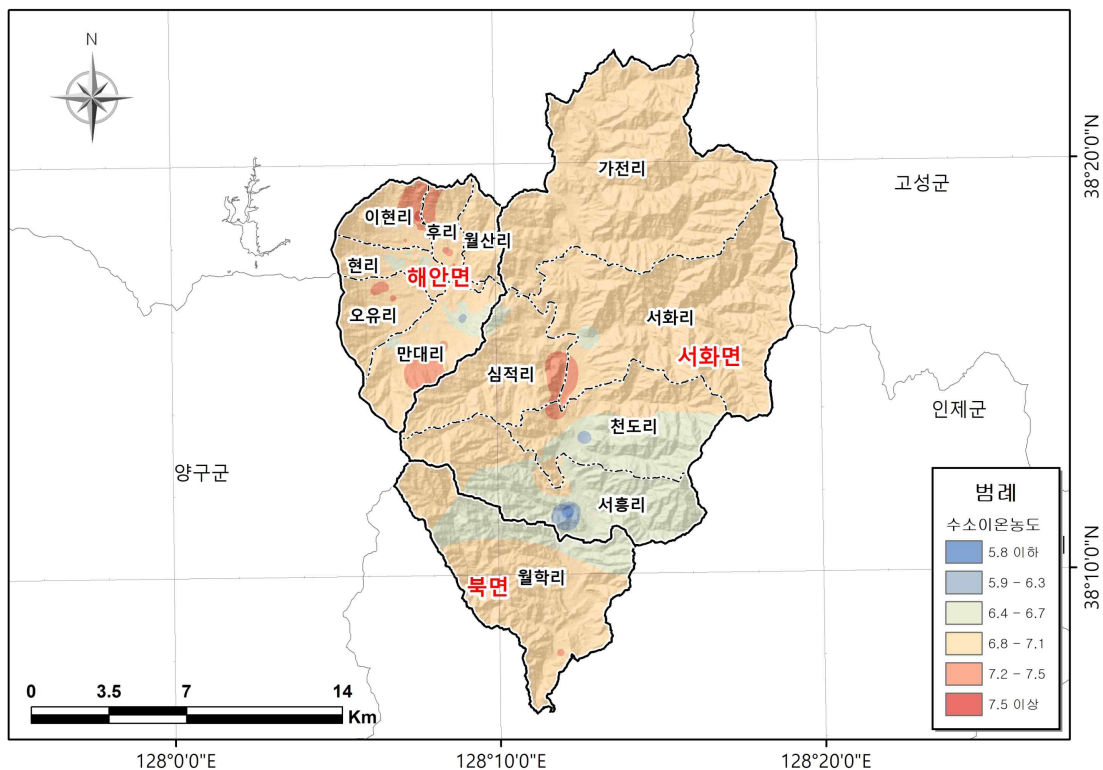 N
가전리
고성군
38°20'0"N
이현리
후리
월산리
현리
해안면
오유리
서화리
만대리
서화면
심적리
인제군
천도리
양구군
서흥리
범례
수소이온농도
5.8 이하
5.9 - 6.3
6.4 - 6.7
6.8 - 7.1
7.2 - 7.5
7.5 이상
38°10'0"N
월학리
북면
0 3.5 7 14
Km
128°0'0"E 128°10'0"E 128°20'0"E